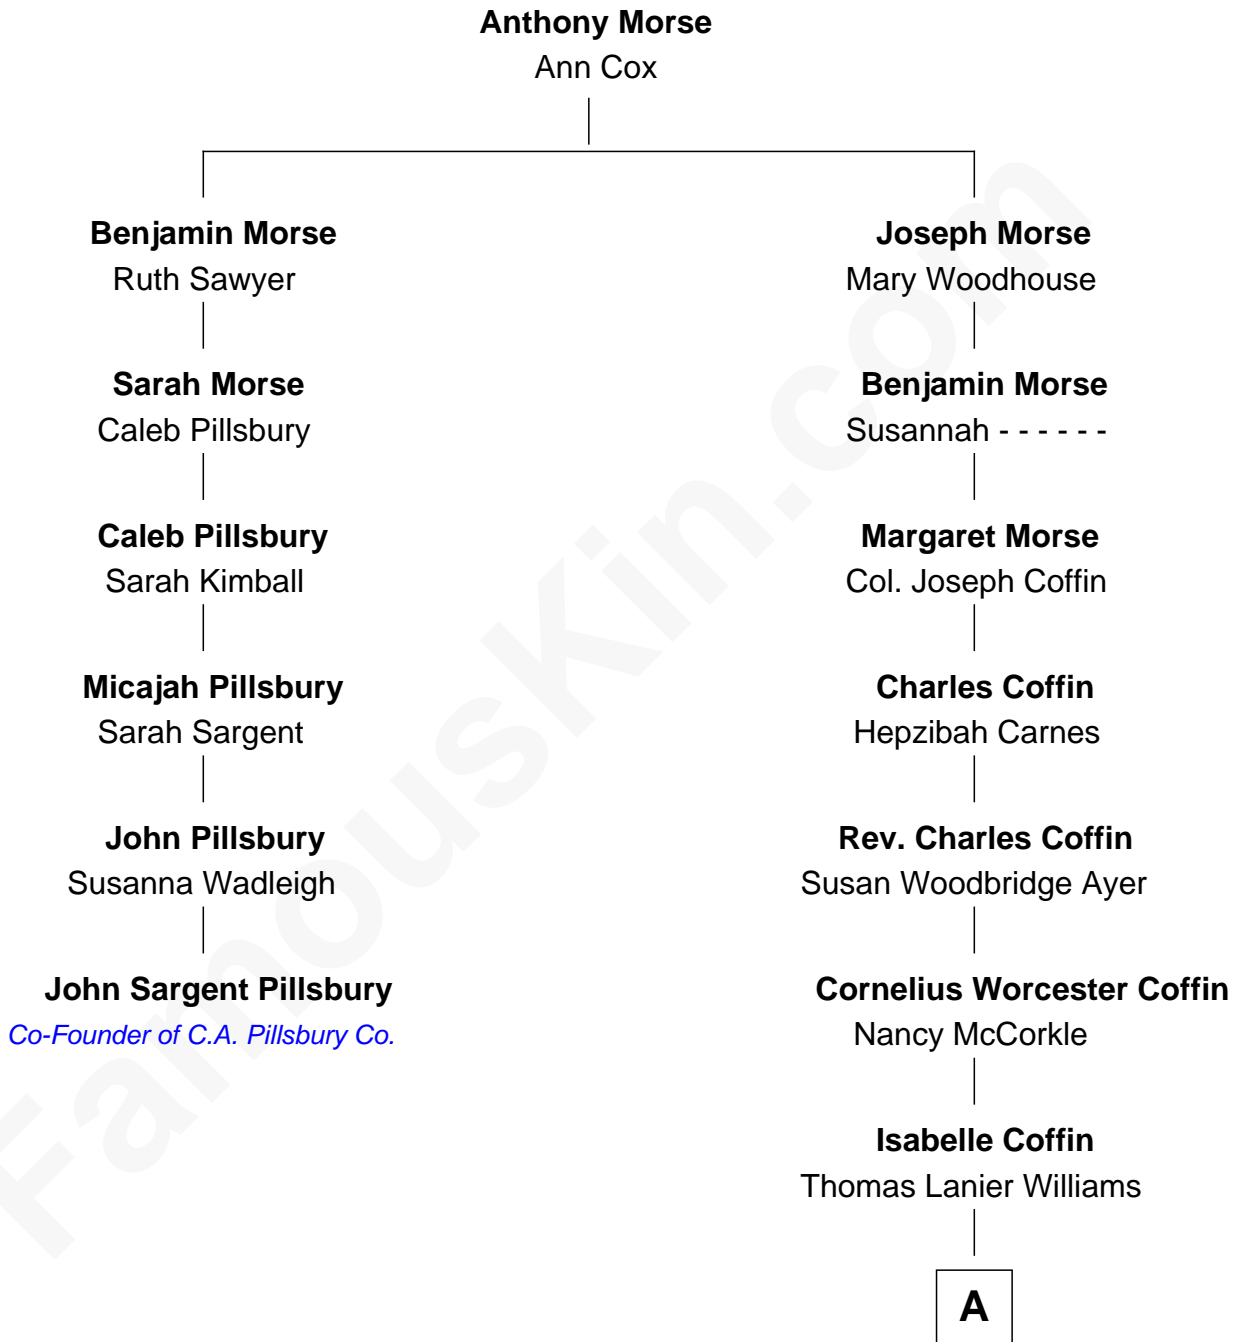 Anthony Morse
Ann Cox
Benjamin Morse
Ruth Sawyer
Sarah Morse
Caleb Pillsbury
Caleb Pillsbury
Sarah Kimball
Micajah Pillsbury
Sarah Sargent
John Pillsbury
Susanna Wadleigh
John Sargent Pillsbury
Co-Founder of C.A. Pillsbury Co.
Joseph Morse
Mary Woodhouse
Benjamin Morse
Susannah - - - - - -
Margaret Morse
Col. Joseph Coffin
Charles Coffin
Hepzibah Carnes
Rev. Charles Coffin
Susan Woodbridge Ayer
Cornelius Worcester Coffin
Nancy McCorkle
Isabelle Coffin
Thomas Lanier Williams
A
FamousKin.com